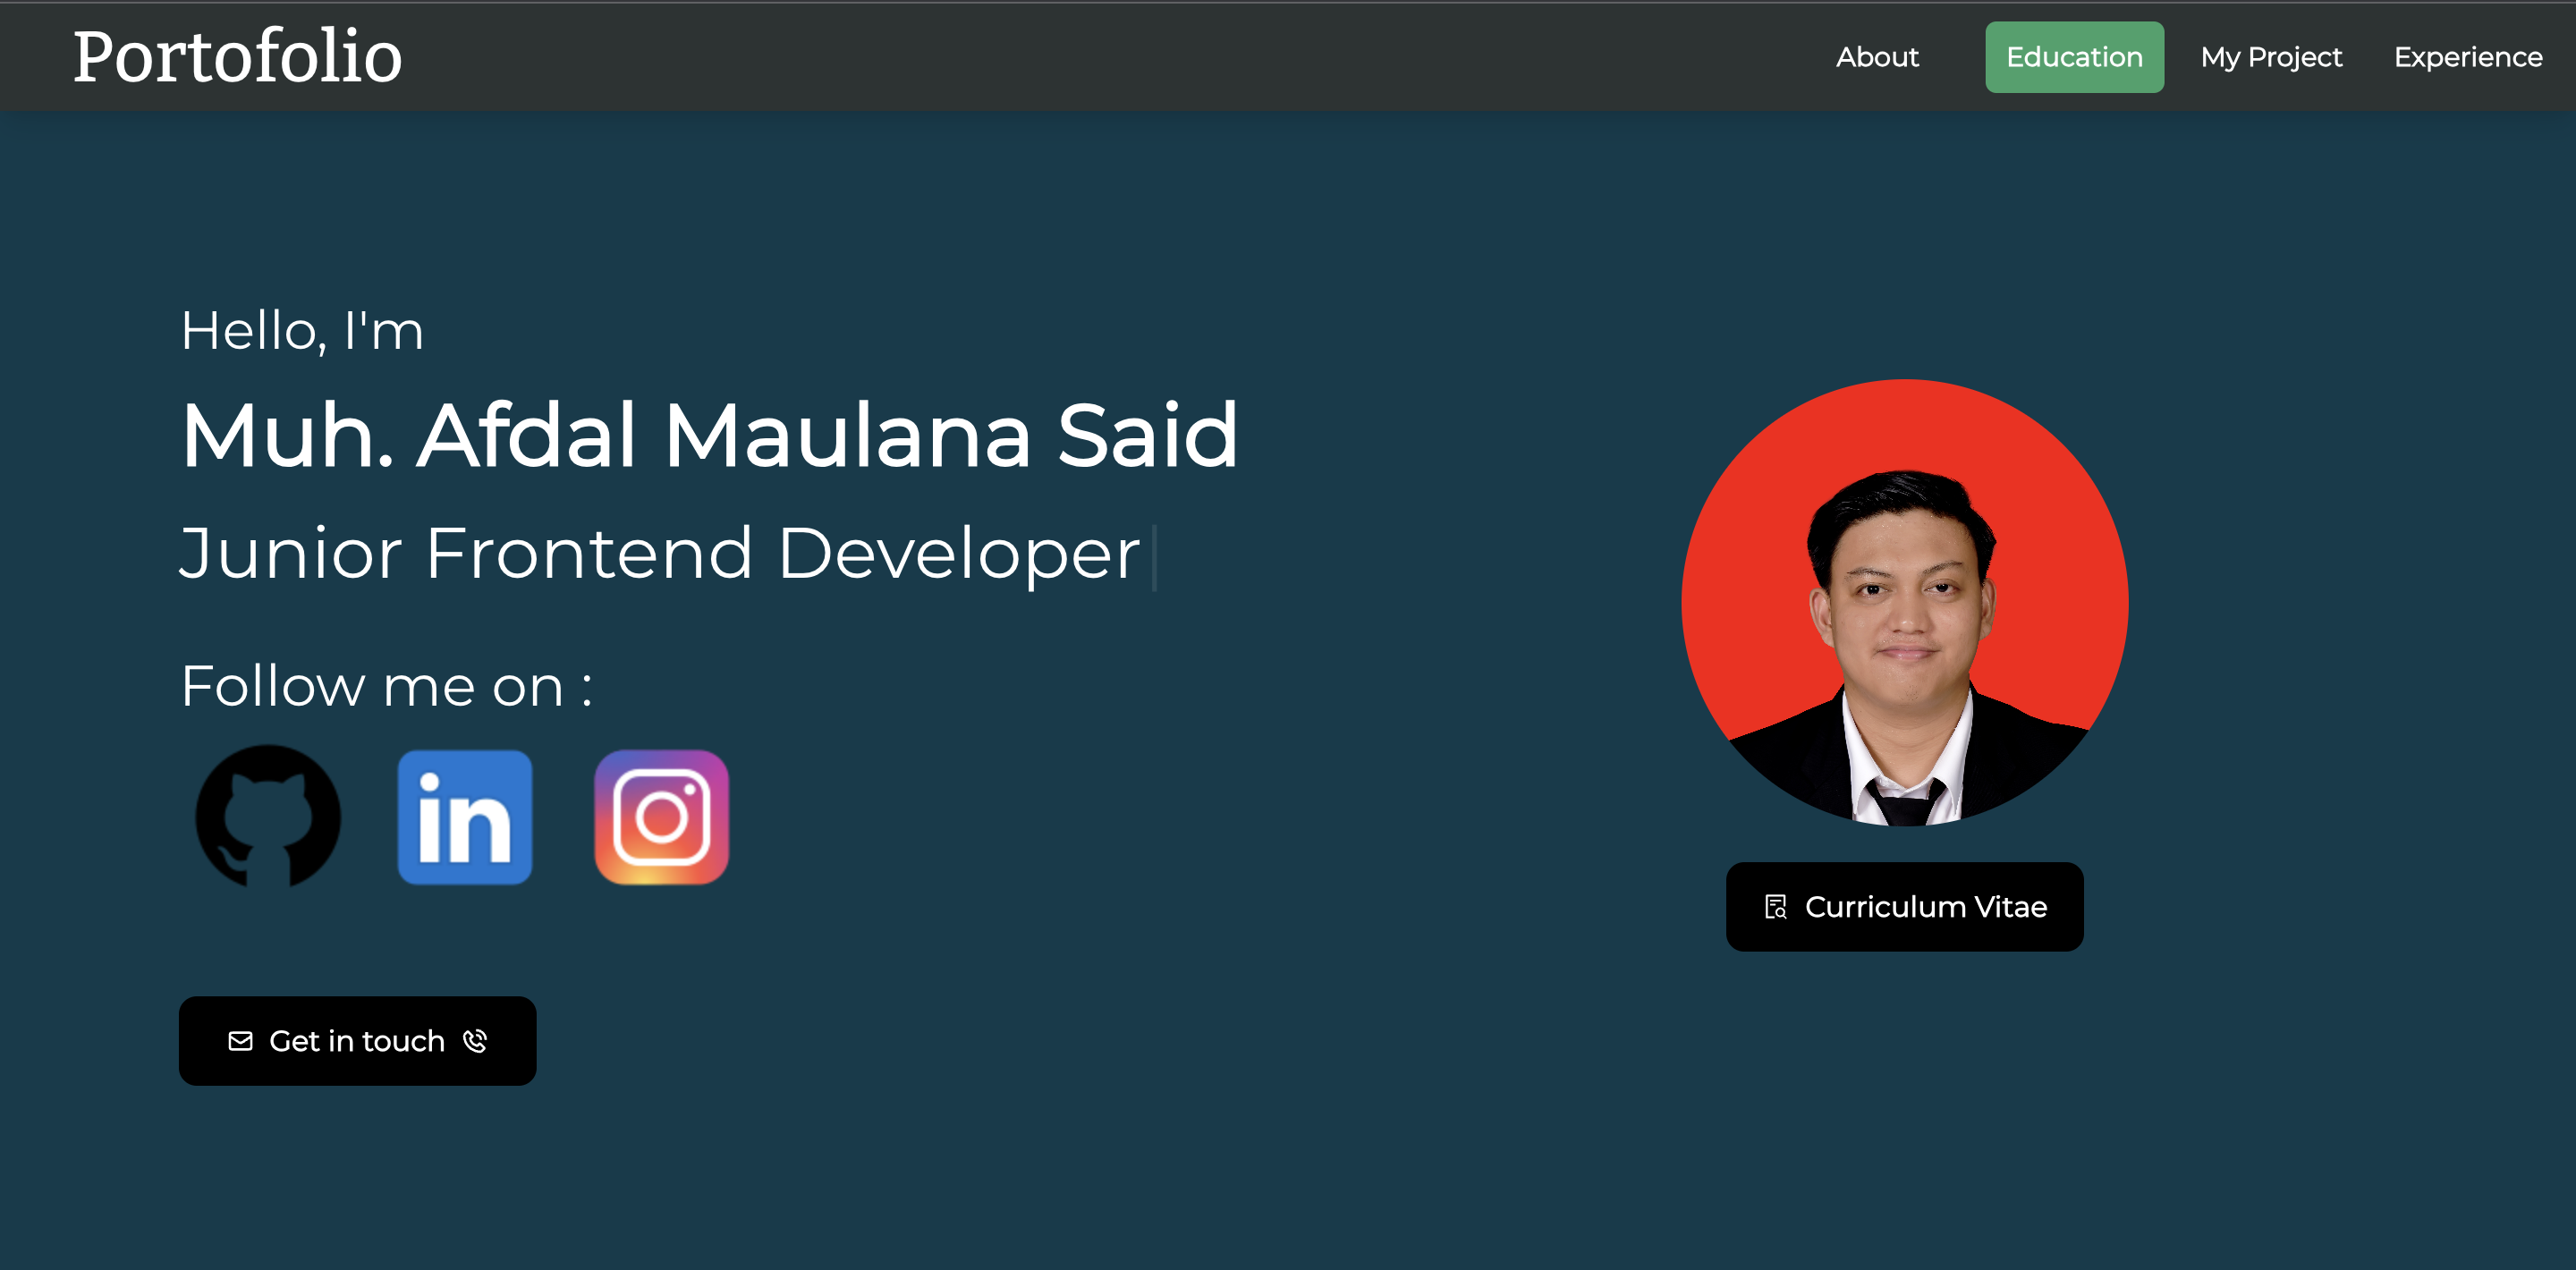 Portofolio
About Education My Project Experience
Hello, I'm
Muh. Afdal Maulana Said
Junior Frontend Developer
Follow me on :
in
Curriculum Vitae
Get in touch